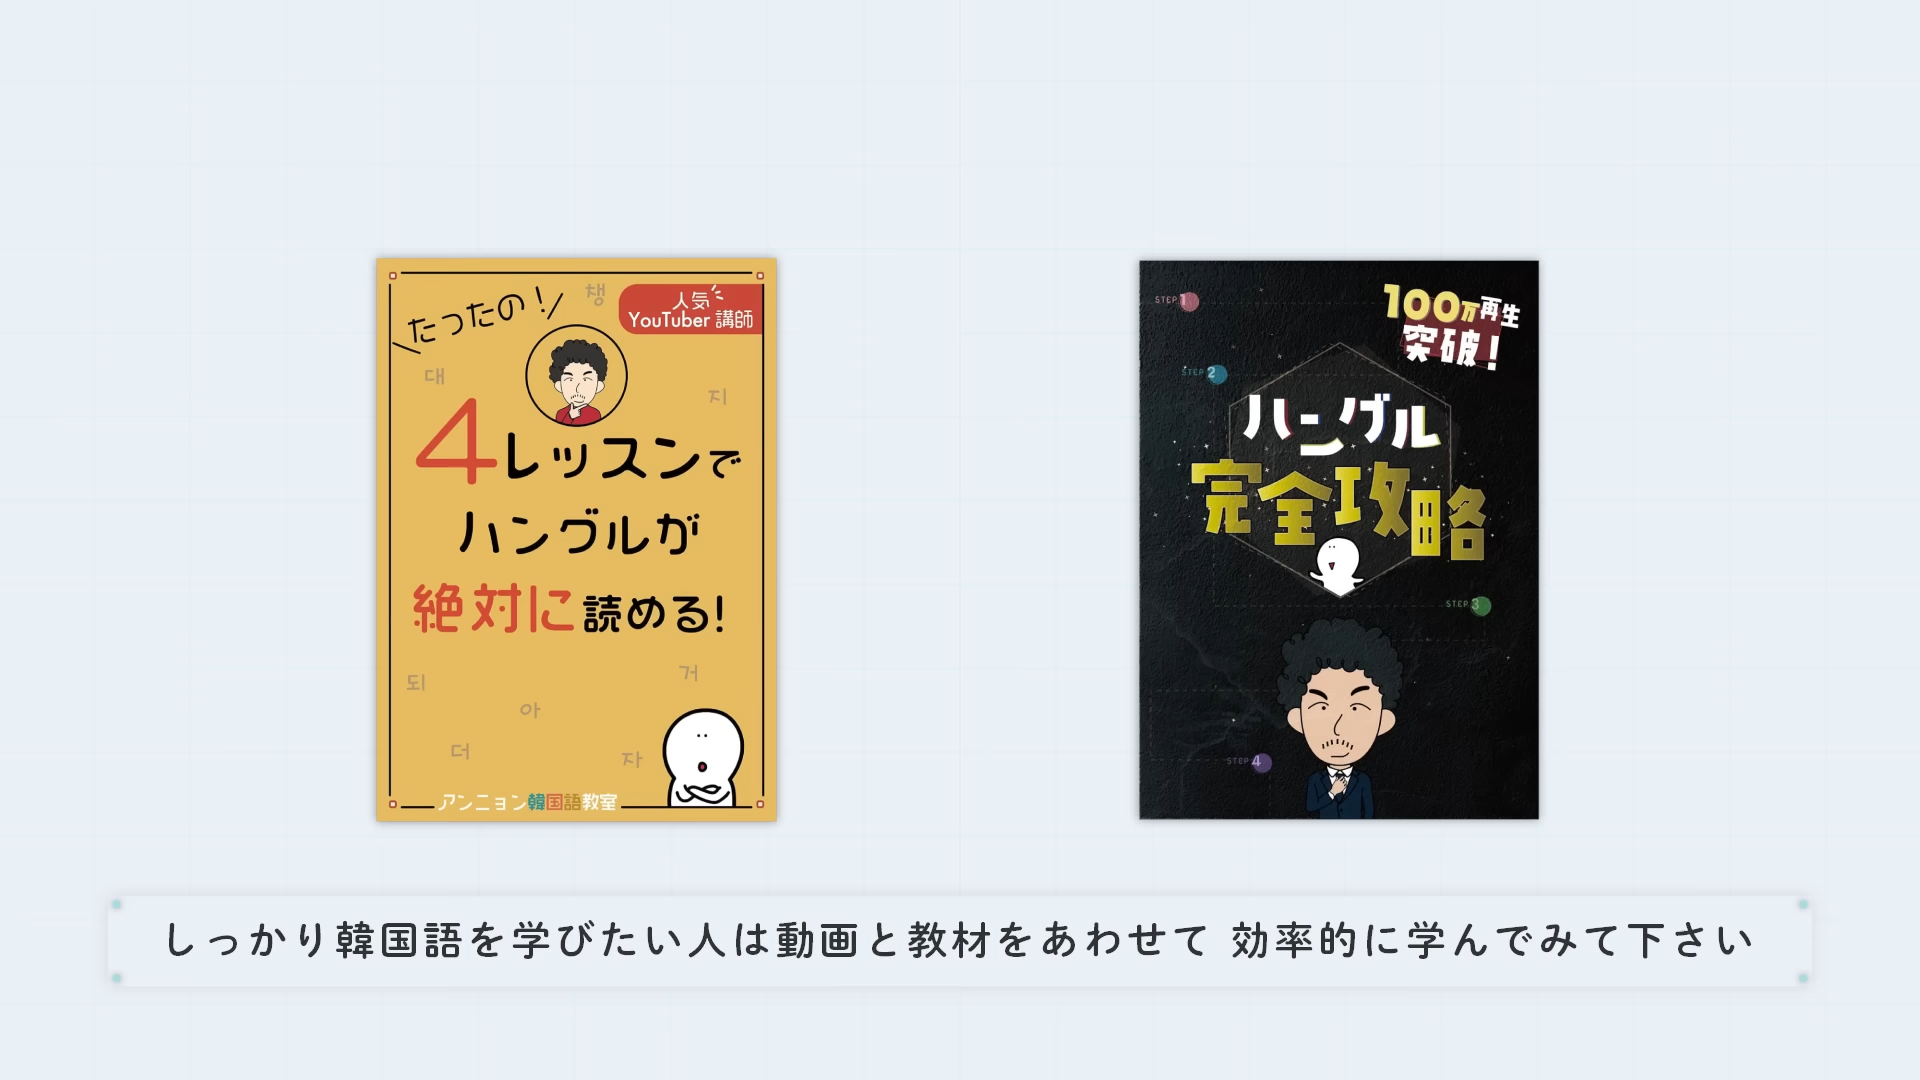 たったの!
챙
人気
YouTuber 講師
대
지
4レッスンで
ハングルが
絶対に読める!
되
거
아
더
자
アンニョン韓国語教室
STEP 1
100万再生
突破!
STEP 2
ハングル
完全攻略
STEP 3
STEP 4
しっかり韓国語を学びたい人は動画と教材をあわせて 効率的に学んでみて下さい